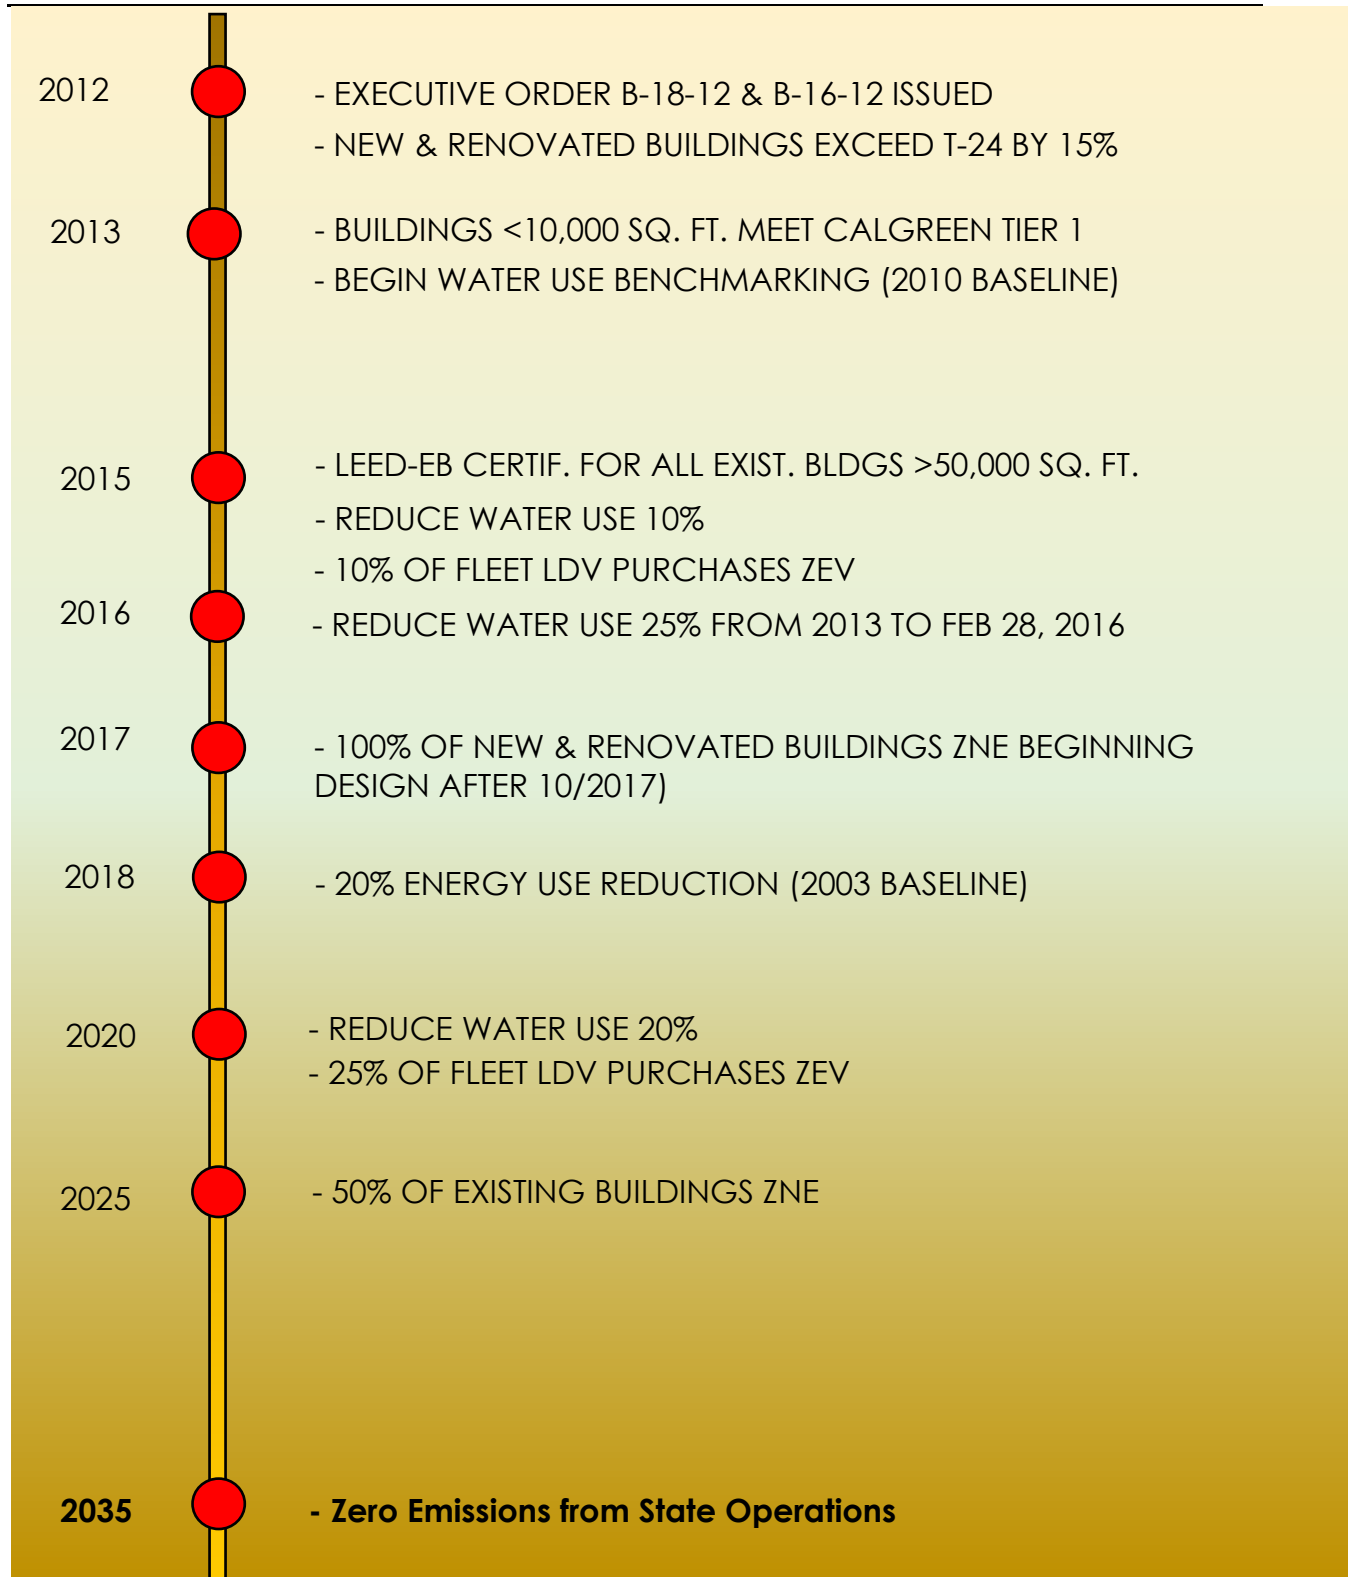 2012
- EXECUTIVE ORDER B-18-12 & B-16-12 ISSUED
- NEW & RENOVATED BUILDINGS EXCEED T-24 BY 15%
2013
- BUILDINGS <10,000 SQ. FT. MEET CALGREEN TIER 1
- BEGIN WATER USE BENCHMARKING (2010 BASELINE)
2015
- LEED-EB CERTIF. FOR ALL EXIST. BLDGS >50,000 SQ. FT.
- REDUCE WATER USE 10%
- 10% OF FLEET LDV PURCHASES ZEV
2016
- REDUCE WATER USE 25% FROM 2013 TO FEB 28, 2016
2017
- 100% OF NEW & RENOVATED BUILDINGS ZNE BEGINNING
DESIGN AFTER 10/2017)
2018
- 20% ENERGY USE REDUCTION (2003 BASELINE)
2020
- REDUCE WATER USE 20%
- 25% OF FLEET LDV PURCHASES ZEV
2025
- 50% OF EXISTING BUILDINGS ZNE
2035
- Zero Emissions from State Operations